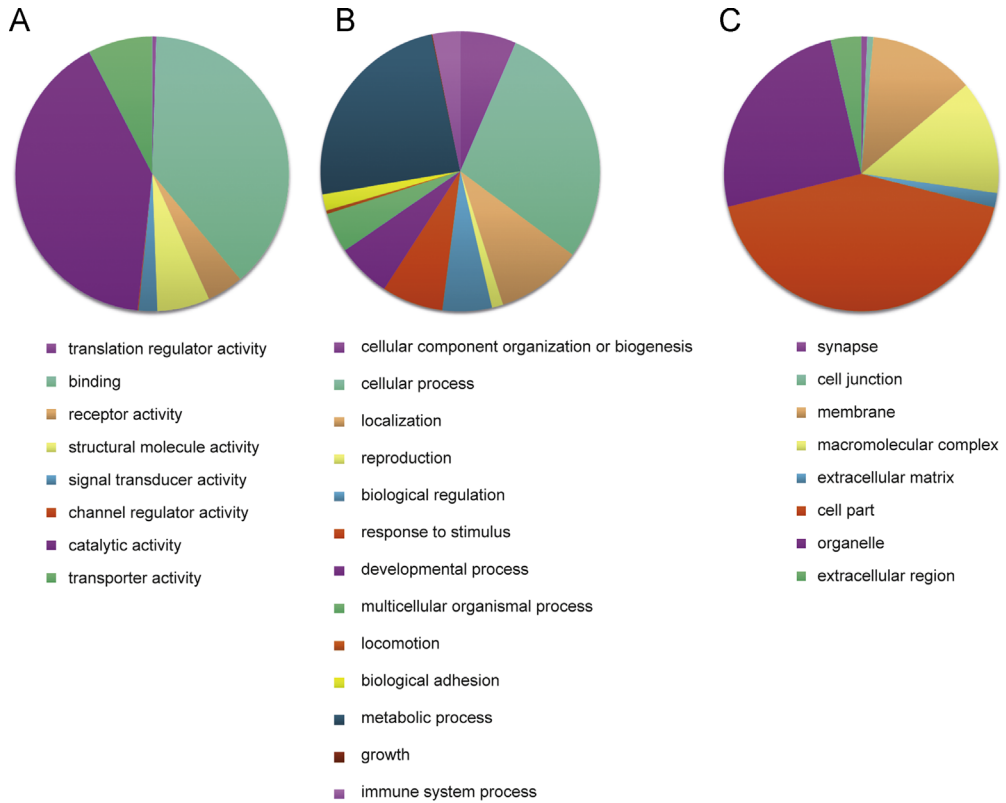 A
B
C
translation regulator activity
binding
receptor activity
structural molecule activity
signal transducer activity
channel regulator activity
catalytic activity
transporter activity
cellular component organization or biogenesis
cellular process
localization
reproduction
biological regulation
response to stimulus
developmental process
multicellular organismal process
locomotion
biological adhesion
metabolic process
growth
immune system process
synapse
cell junction
membrane
macromolecular complex
extracellular matrix
cell part
organelle
extracellular region